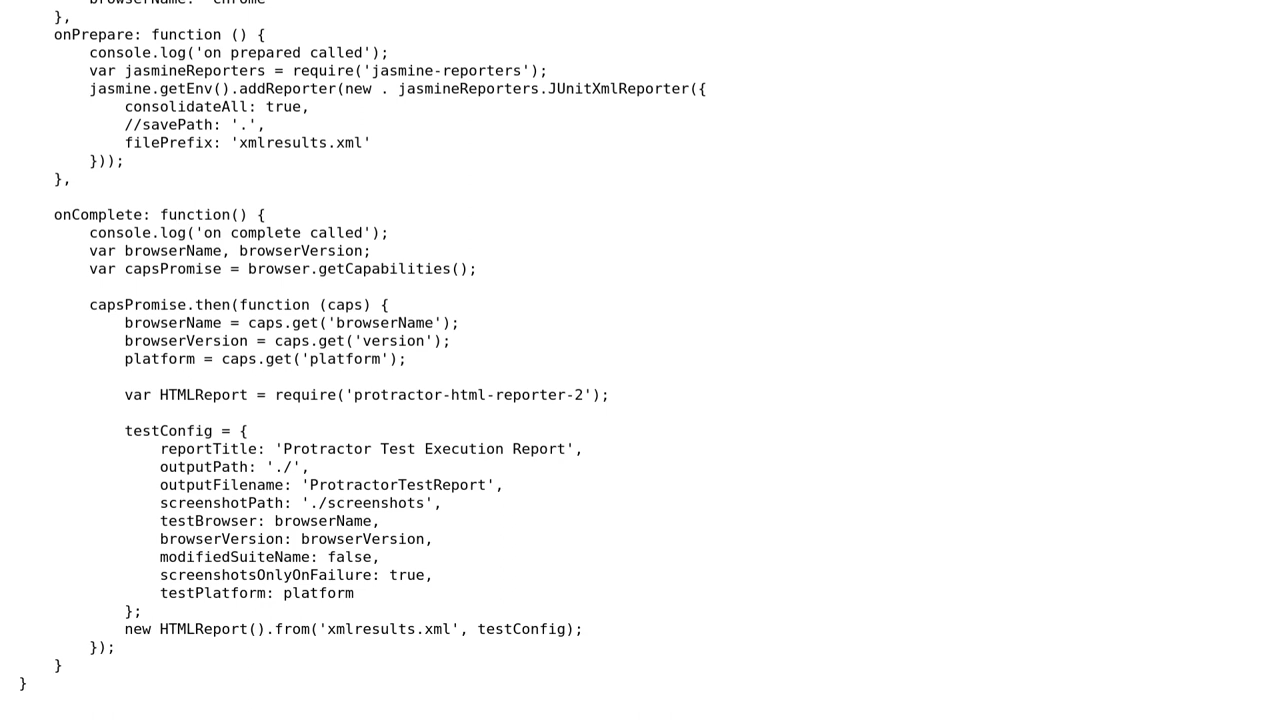 browserName: 'chrome'
},
onPrepare: function () {
console.log('on prepared called');
var jasmineReporters = require('jasmine-reporters');
jasmine.getEnv().addReporter(new . jasmineReporters.JUnitXmlReporter({
consolidateAll: true,
//savePath: '.',
filePrefix: 'xmlresults.xml'
}));
},
onComplete: function() {
console.log('on complete called');
var browserName, browserVersion;
var capsPromise = browser.getCapabilities();
capsPromise.then(function (caps) {
browserName = caps.get('browserName');
browserVersion = caps.get('version');
platform = caps.get('platform');
var HTMLReport = require('protractor-html-reporter-2');
testConfig = {
reportTitle: 'Protractor Test Execution Report',
outputPath: './',
outputFilename: 'ProtractorTestReport',
screenshotPath: './screenshots',
testBrowser: browserName,
browserVersion: browserVersion,
modifiedSuiteName: false,
screenshotsOnlyOnFailure: true,
testPlatform: platform
};
new HTMLReport().from('xmlresults.xml', testConfig);
});
}
}